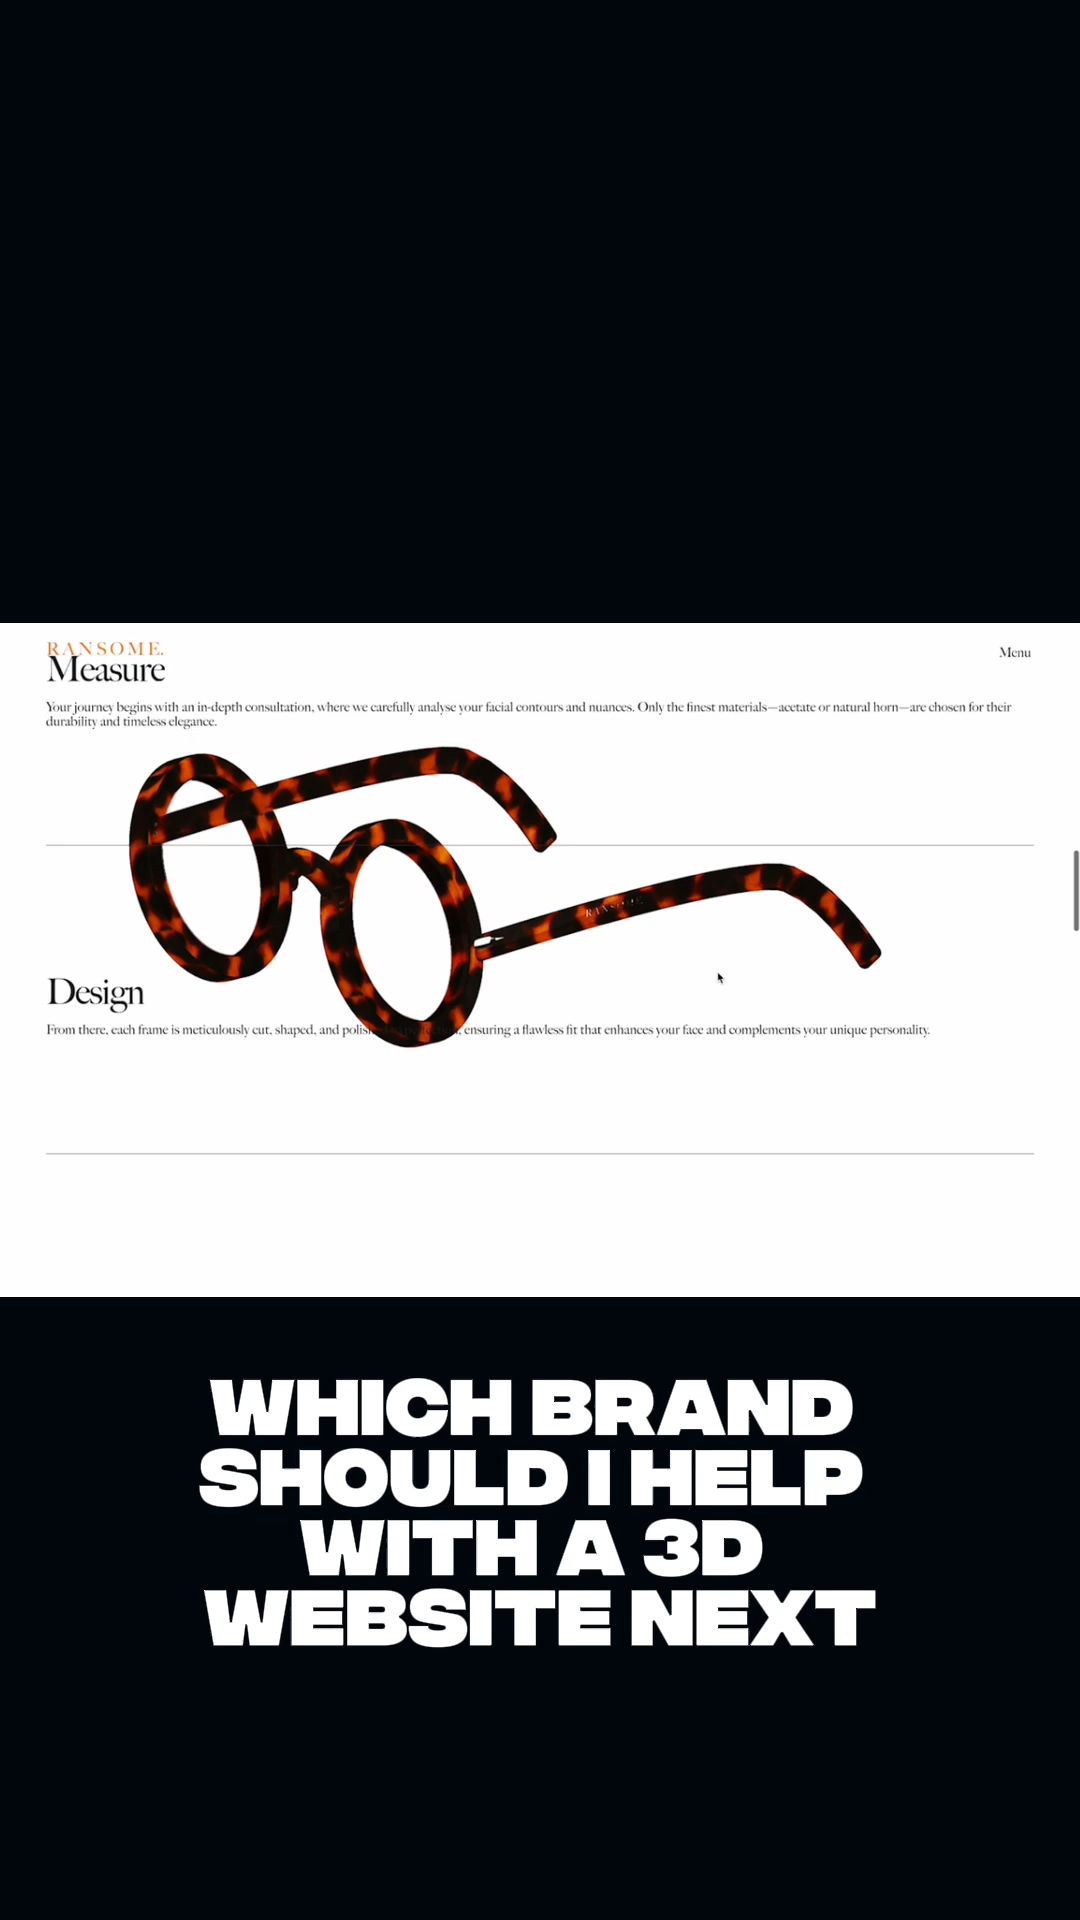 RANSOME.
Menu
Measure
Your journey begins with an in-depth consultation, where we carefully analyse your facial contours and nuances. Only the finest materials—acetate or natural horn—are chosen for their
durability and timeless elegance.
Design
From there, each frame is meticulously cut, shaped, and ensuring a flawless fit that enhances your face and complements your unique personality.
WHICH BRAND
SHOULD I HELP
WITH A 3D
WEBSITE NEXT